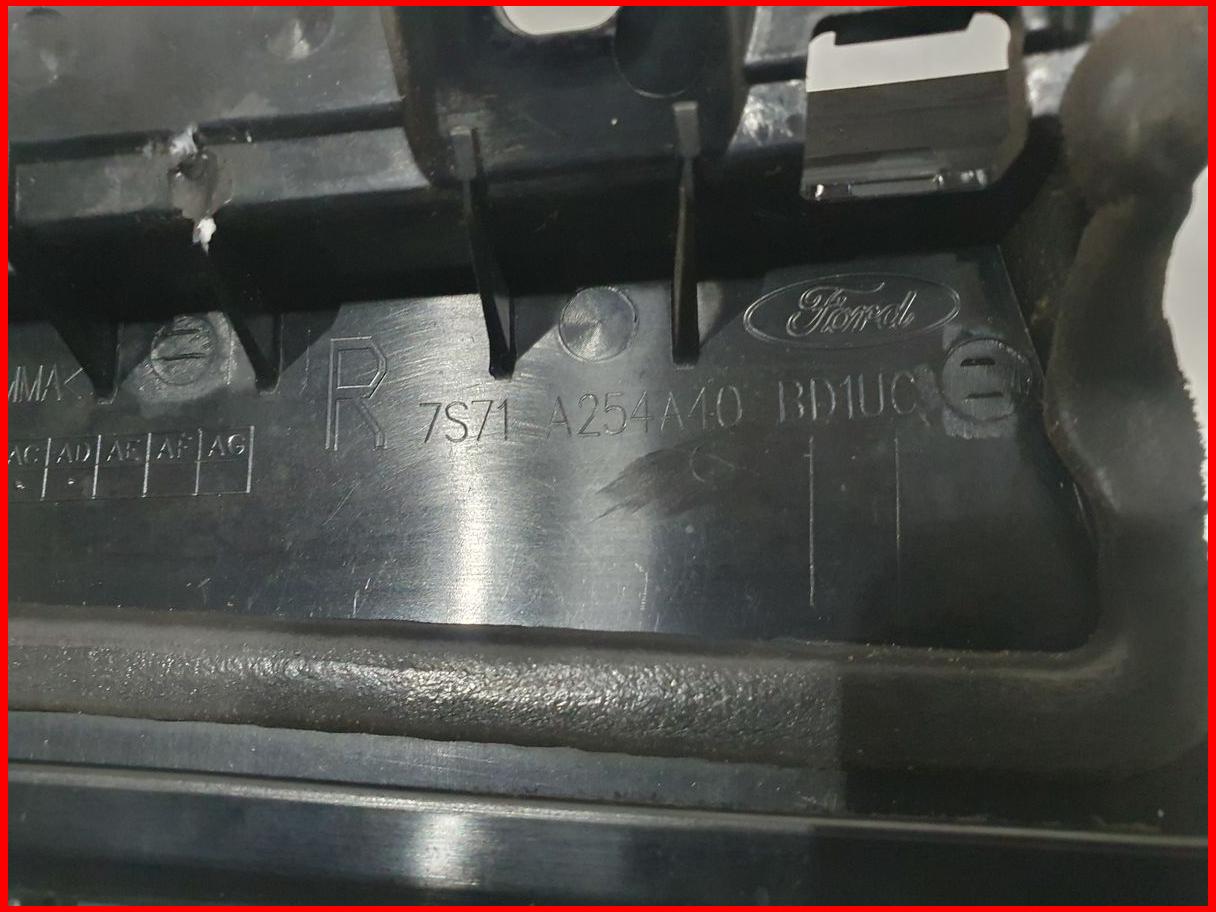 Ford
R
7S71 A254A40 BD1UC
MMA<
AC AD AE AF AG